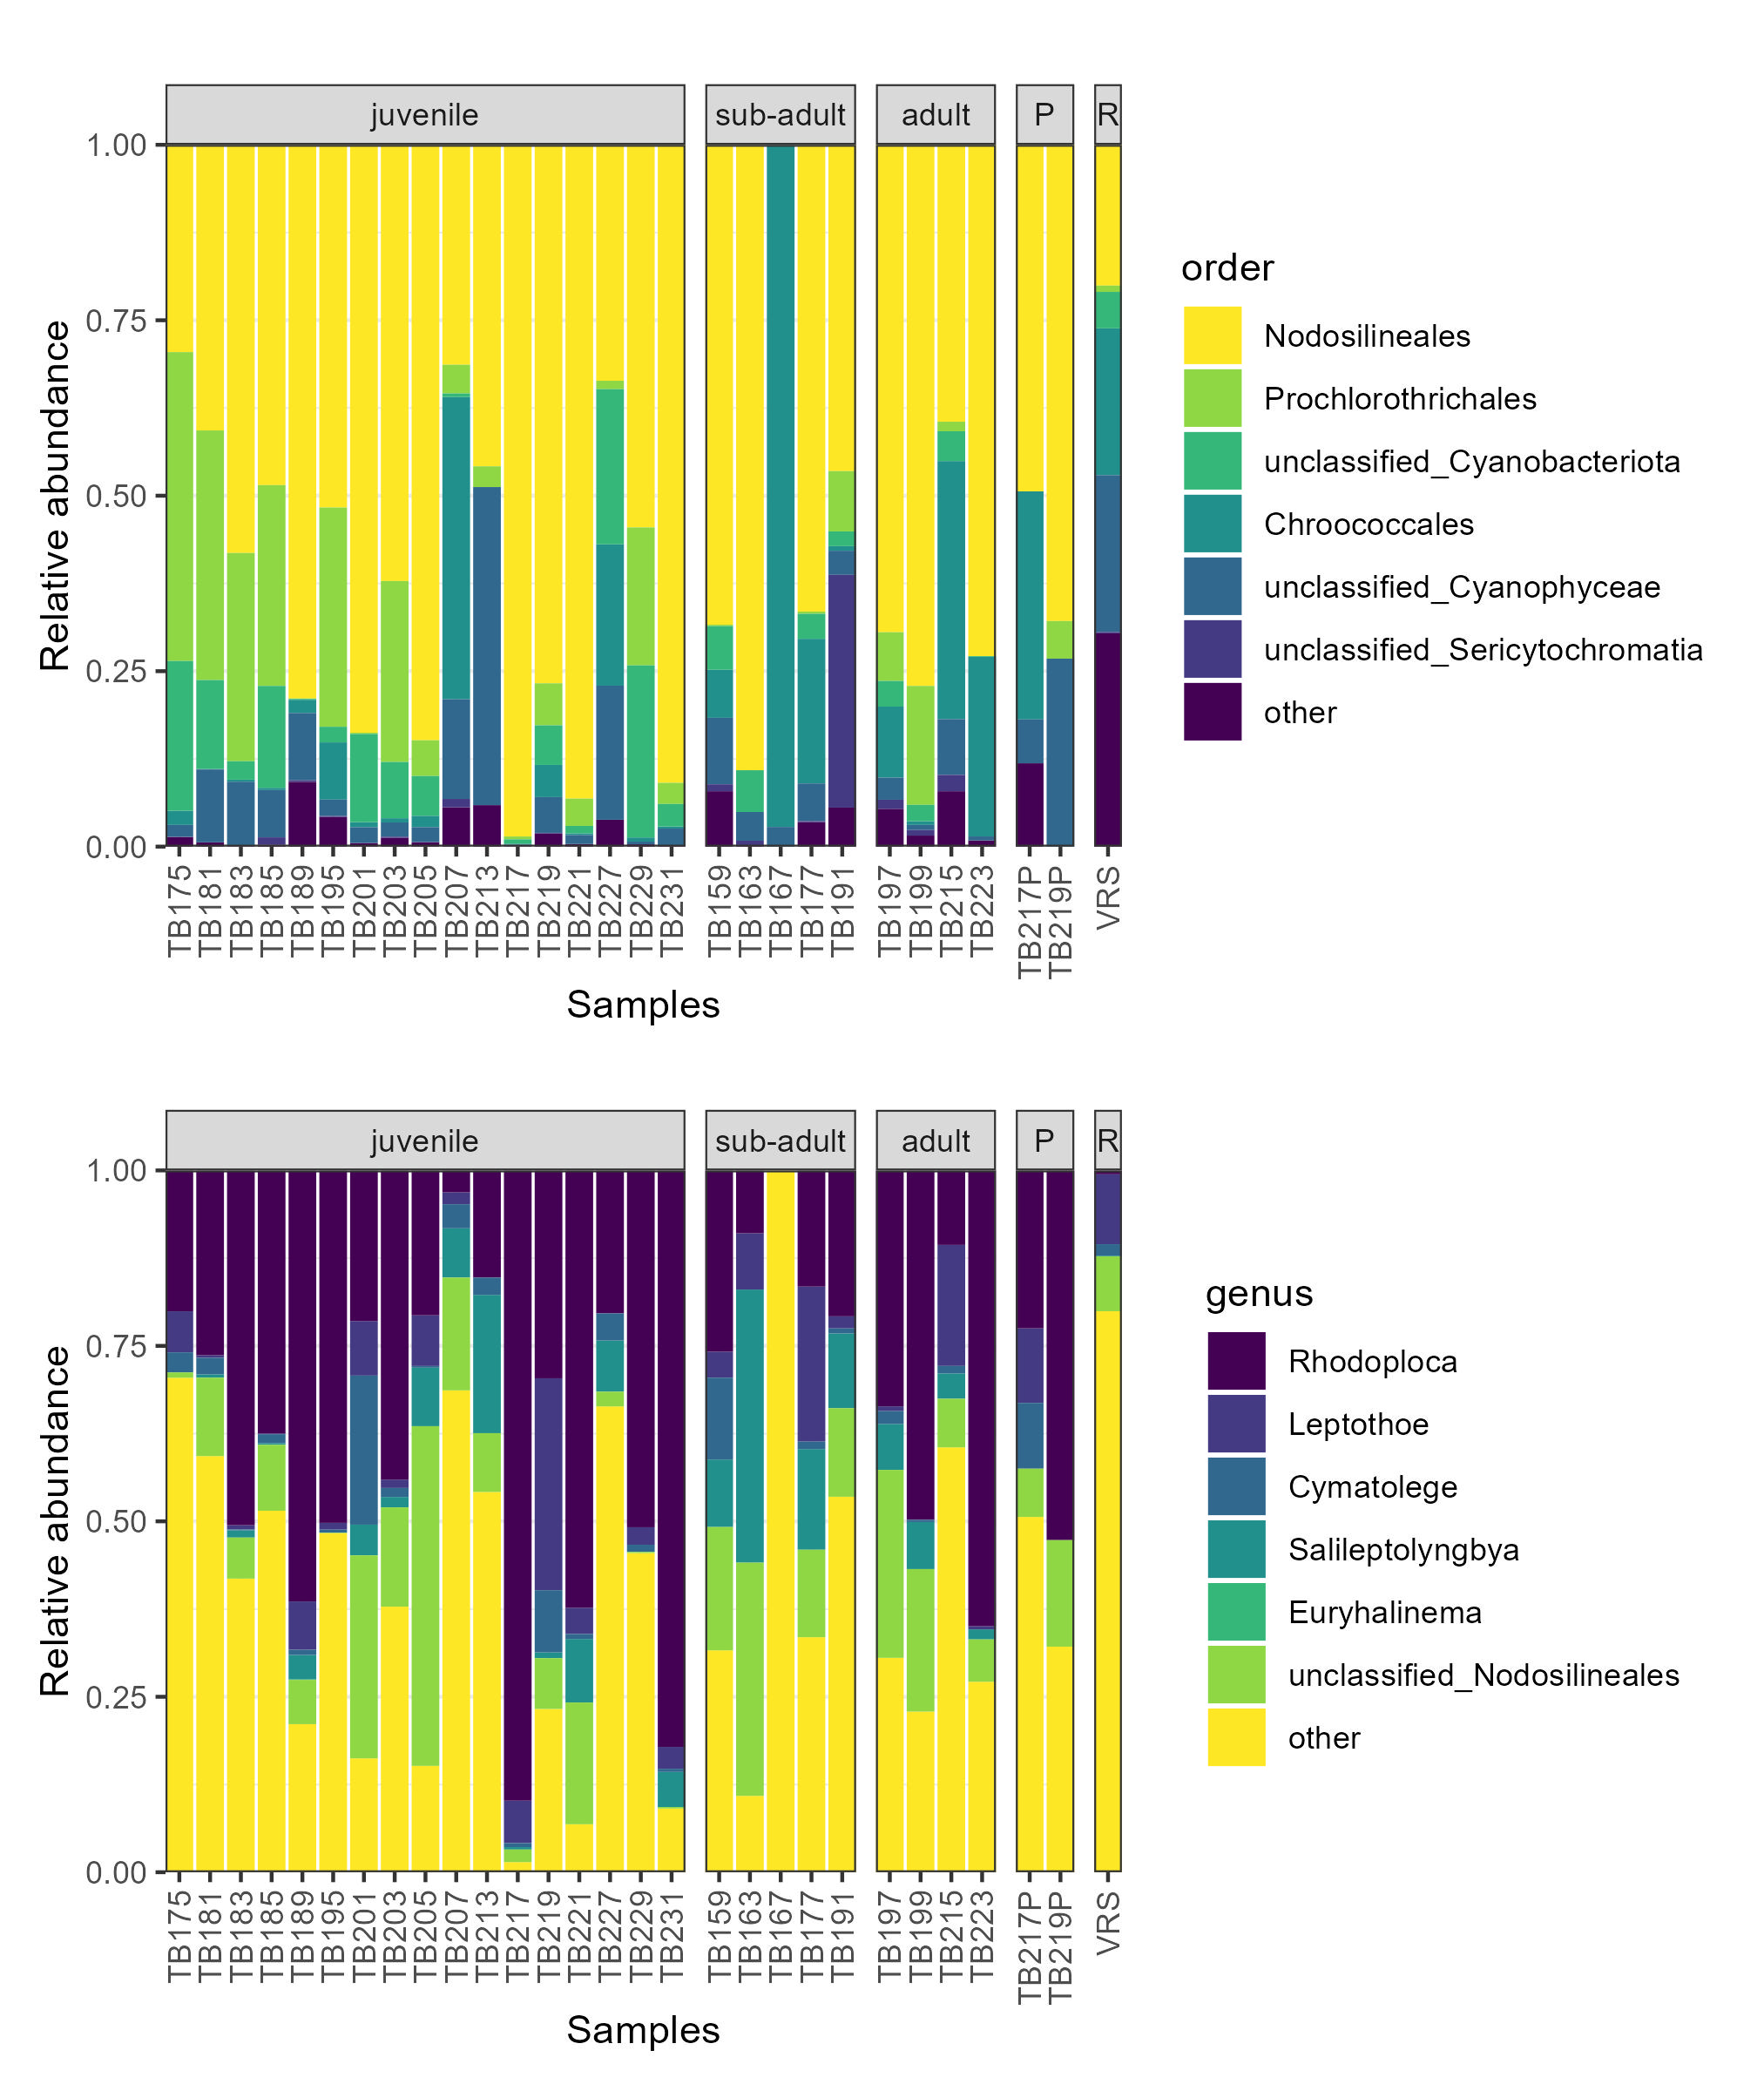 juvenile sub-adult adult P R
1.00
0.75
0.50
0.25
0.00
Relative abundance
TB175 TB181 TB183 TB185 TB189 TB195 TB201 TB203 TB205 TB207 TB213 TB217 TB219 TB221 TB227 TB229 TB231 TB159 TB163 TB167 TB177 TB191 TB197 TB199 TB215 TB223 TB217P TB219P VRS
Samples
order
Nodosilineales
Prochlorothrichales
unclassified_Cyanobacteriota
Chroococcales
unclassified_Cyanophyceae
unclassified_Sericytochromatia
other
juvenile sub-adult adult P R
1.00
0.75
0.50
0.25
0.00
Relative abundance
TB175 TB181 TB183 TB185 TB189 TB195 TB201 TB203 TB205 TB207 TB213 TB217 TB219 TB221 TB227 TB229 TB231 TB159 TB163 TB167 TB177 TB191 TB197 TB199 TB215 TB223 TB217P TB219P VRS
Samples
genus
Rhodoploca
Leptothoe
Cymatolege
Salileptolyngbya
Euryhalinema
unclassified_Nodosilineales
other